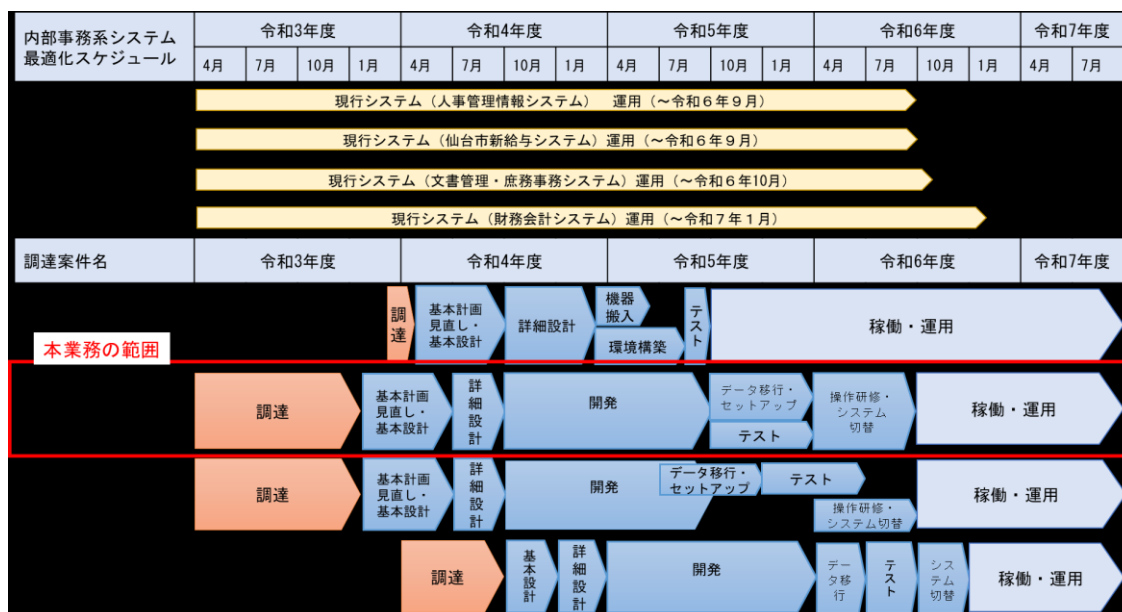 内部事務系システム
最適化スケジュール
令和3年度 令和4年度 令和5年度 令和6年度 令和7年度
4月 7月 10月 1月 4月 7月 10月 1月 4月 7月 10月 1月 4月 7月 10月 1月 4月 7月
現行システム（人事管理情報システム） 運用（～令和６年９月）
現行システム（仙台市新給与システム）運用（～令和６年９月）
現行システム（文書管理・庶務事務システム）運用（～令和６年10月）
現行システム（財務会計システム）運用（～令和７年１月）
調達案件名 令和3年度 令和4年度 令和5年度 令和6年度 令和7年度
調達
基本計画
見直し・
基本設計
詳細設計
機器
搬入
環境構築
テスト
稼働・運用
本業務の範囲
調達
基本計画
見直し・
基本設計
詳細設計
開発
データ移行・
セットアップ
テスト
操作研修・
システム
切替
稼働・運用
調達
基本計画
見直し・
基本設計
詳細設計
開発
データ移行・
セットアップ
テスト
操作研修・
システム切替
稼働・運用
調達
基本設計
詳細設計
開発
データ移行
テスト
システム切替
稼働・運用